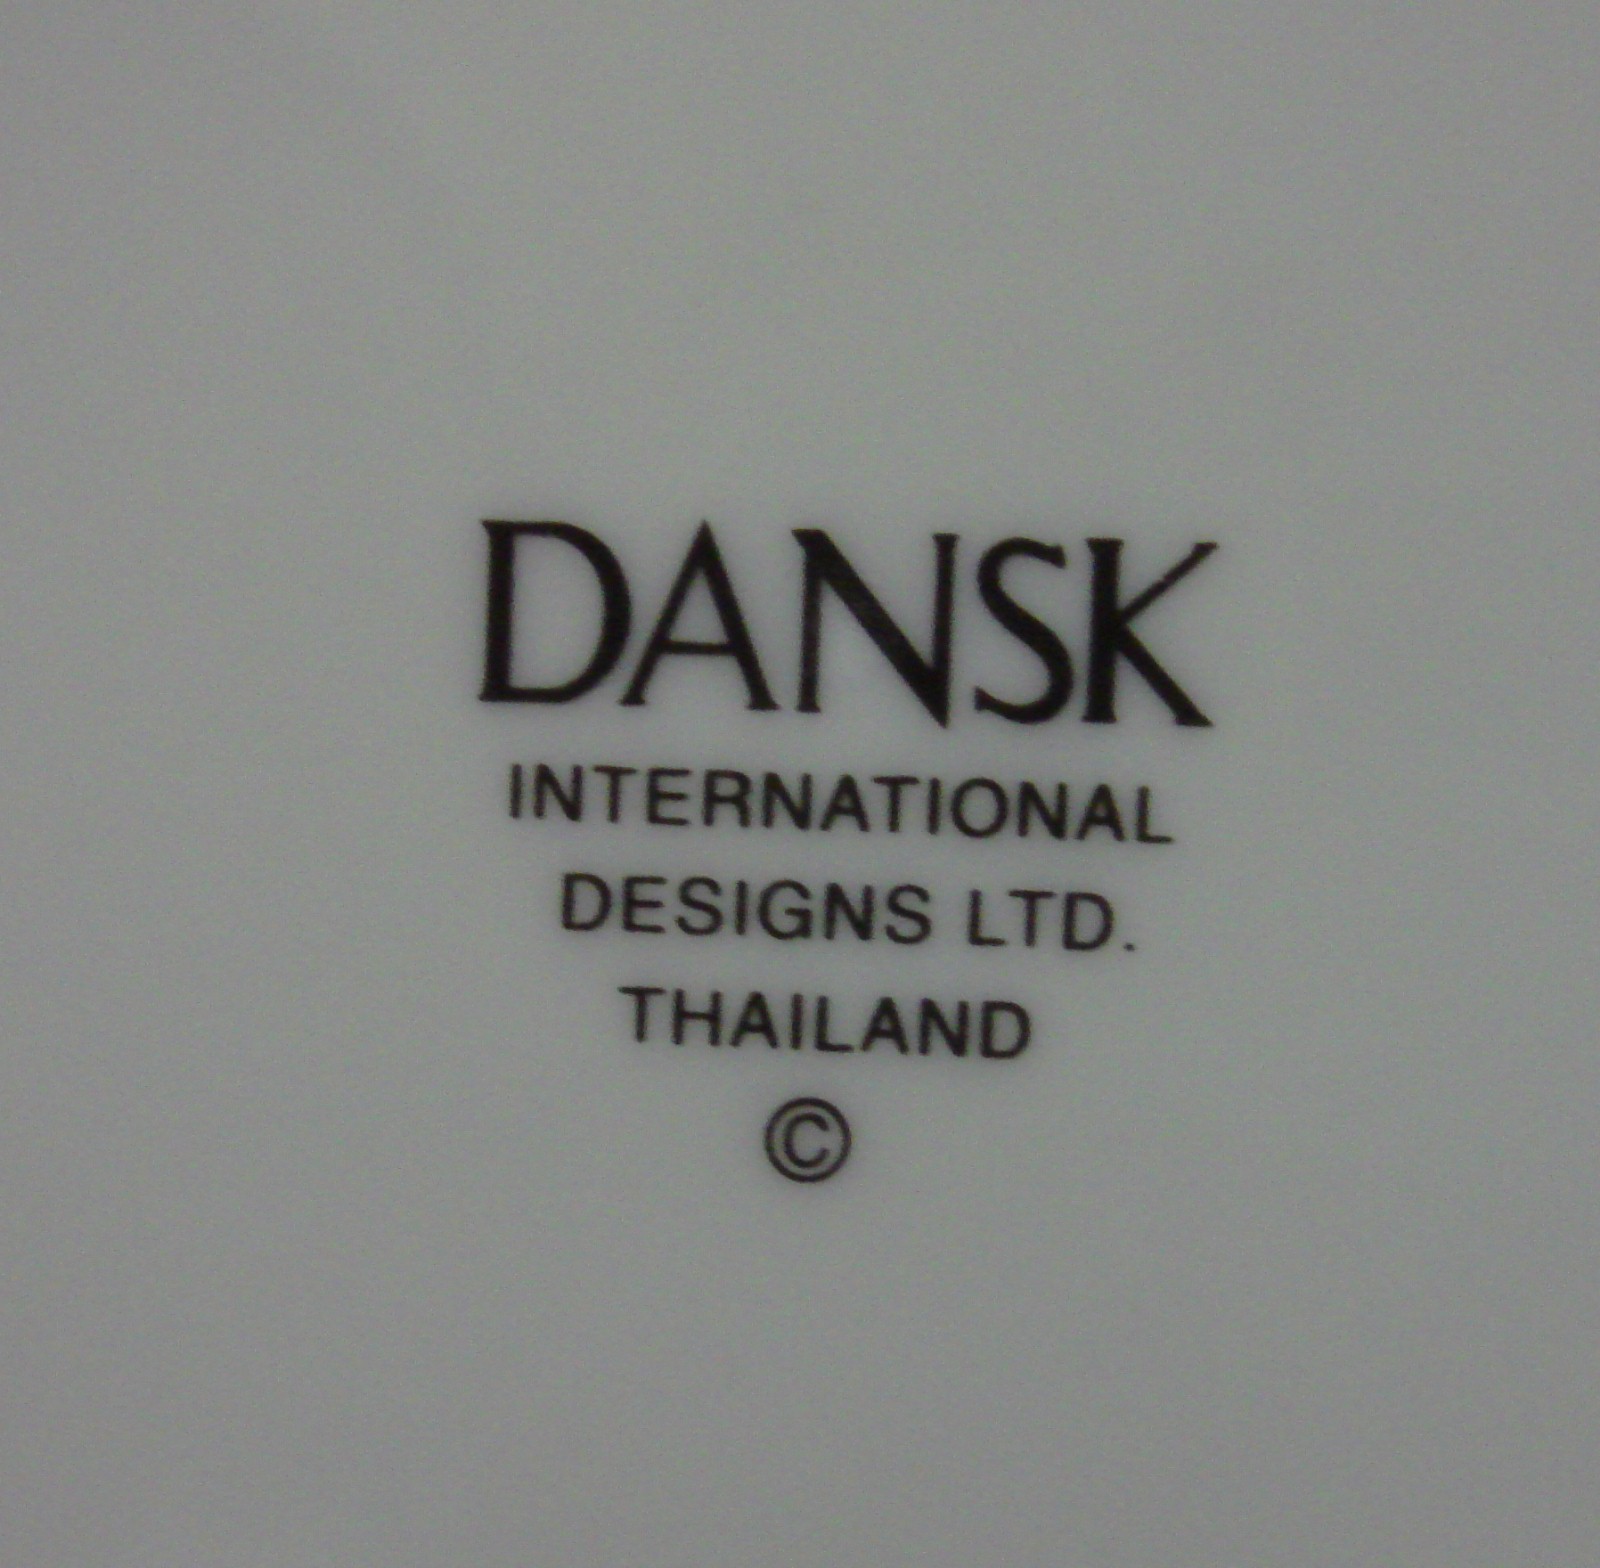 DANSK
INTERNATIONAL
DESIGNS LTD.
THAILAND
©